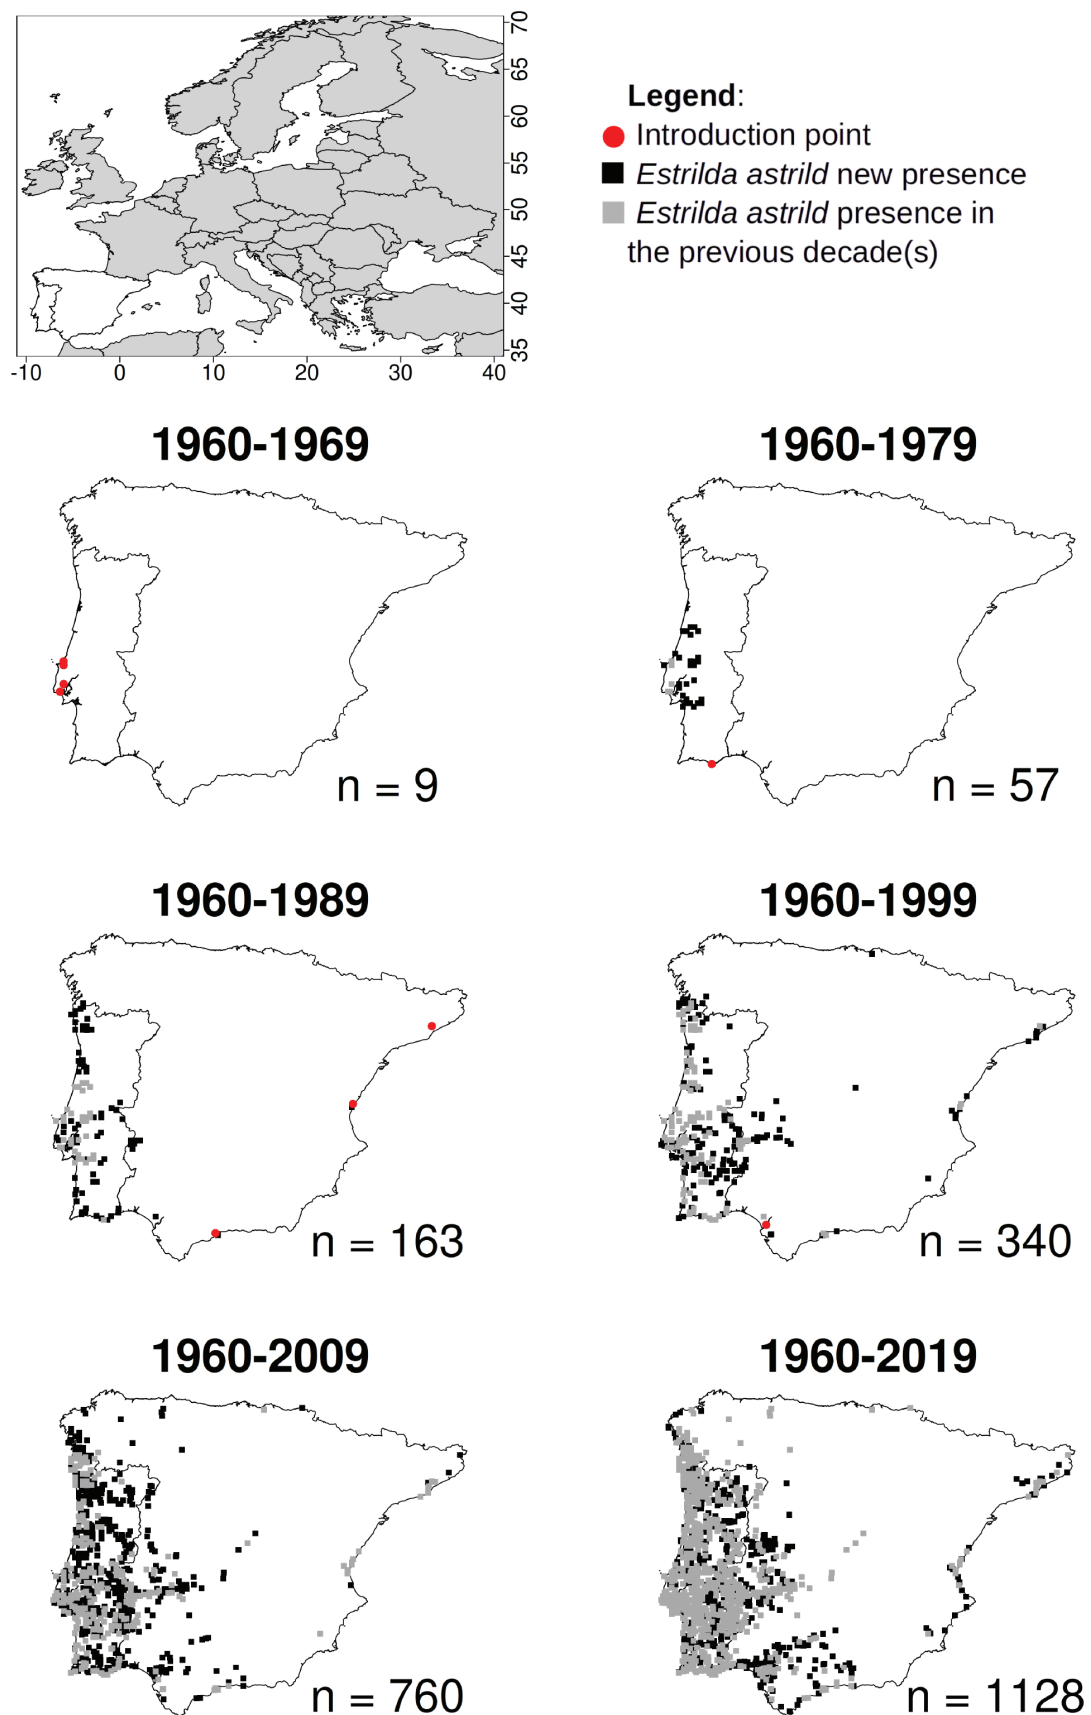 70
65
60
55
50
45
40
35
-10 0 10 20 30 40
Legend:
Introduction point
Estrilda astrild new presence
Estrilda astrild presence in
the previous decade(s)
1960-1969
n = 9
1960-1979
n = 57
1960-1989
n = 163
1960-1999
n = 340
1960-2009
n = 760
1960-2019
n = 1128